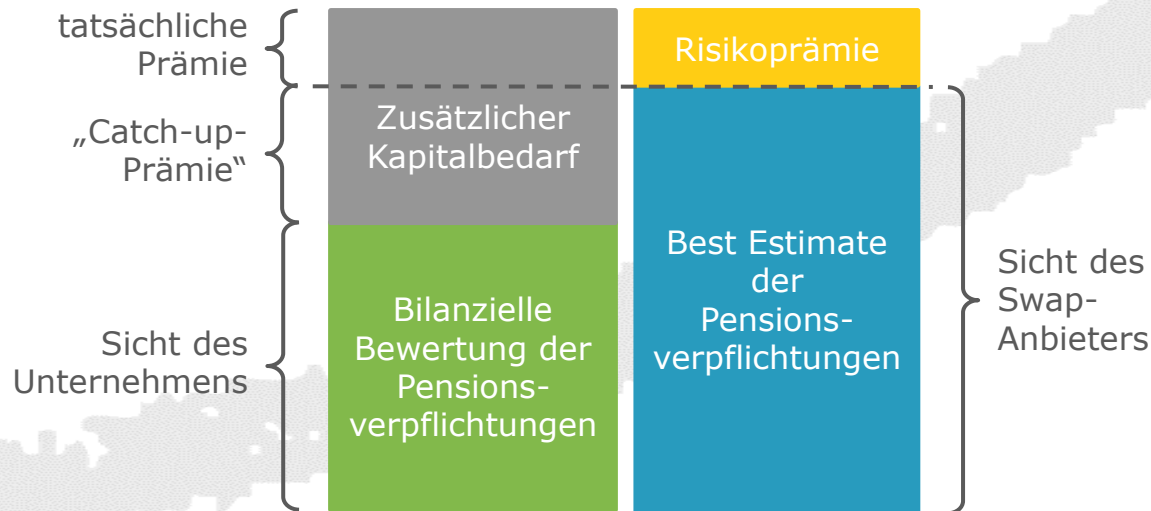 tatsächliche
Prämie
„Catch-up-
Prämie“
Sicht des
Unternehmens
Zusätzlicher
Kapitalbedarf
Bilanzielle
Bewertung der
Pensions-
verpflichtungen
Risikoprämie
Best Estimate
der
Pensions-
verpflichtungen
Sicht des
Swap-
Anbieters